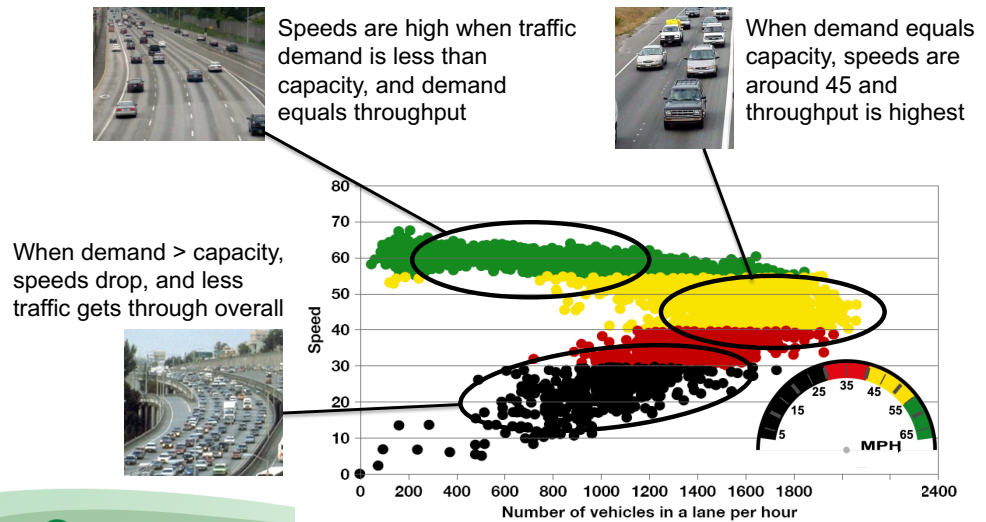 Speeds are high when traffic
demand is less than
capacity, and demand
equals throughput
When demand equals
capacity, speeds are
around 45 and
throughput is highest
When demand > capacity,
speeds drop, and less
traffic gets through overall
Speed
80
70
60
50
40
30
20
10
0
0 200 400 600 800 1000 1200 1400 1600 1800 2400
Number of vehicles in a lane per hour
5 15 25 35 45 55 65
MPH